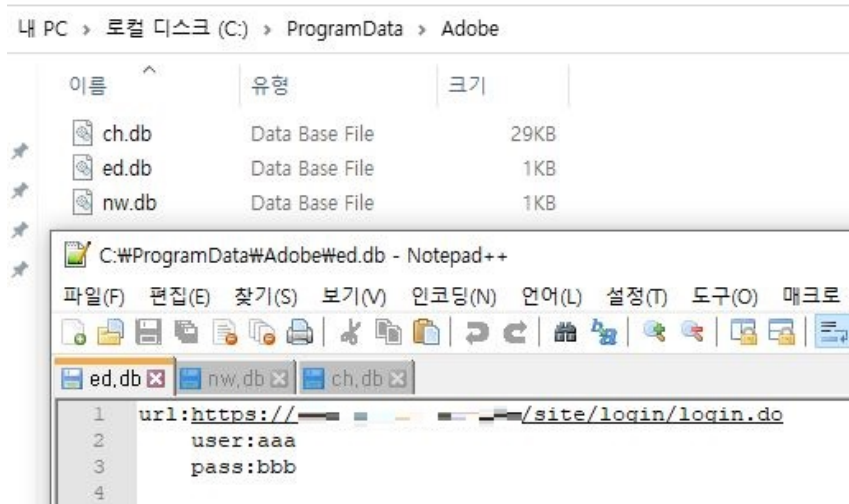 내 PC > 로컬 디스크 (C:) > ProgramData > Adobe
이름 유형 크기
ch.db Data Base File 29KB
ed.db Data Base File 1KB
nw.db Data Base File 1KB
C:₩ProgramData₩Adobe₩ed.db - Notepad++
파일(F) 편집(E) 찾기(S) 보기(V) 인코딩(N) 언어(L) 설정(T) 도구(O) 매크로
ed.db nw.db ch.db
1 url:https:// /site/login/login.do
2 user:aaa
3 pass:bbb
4